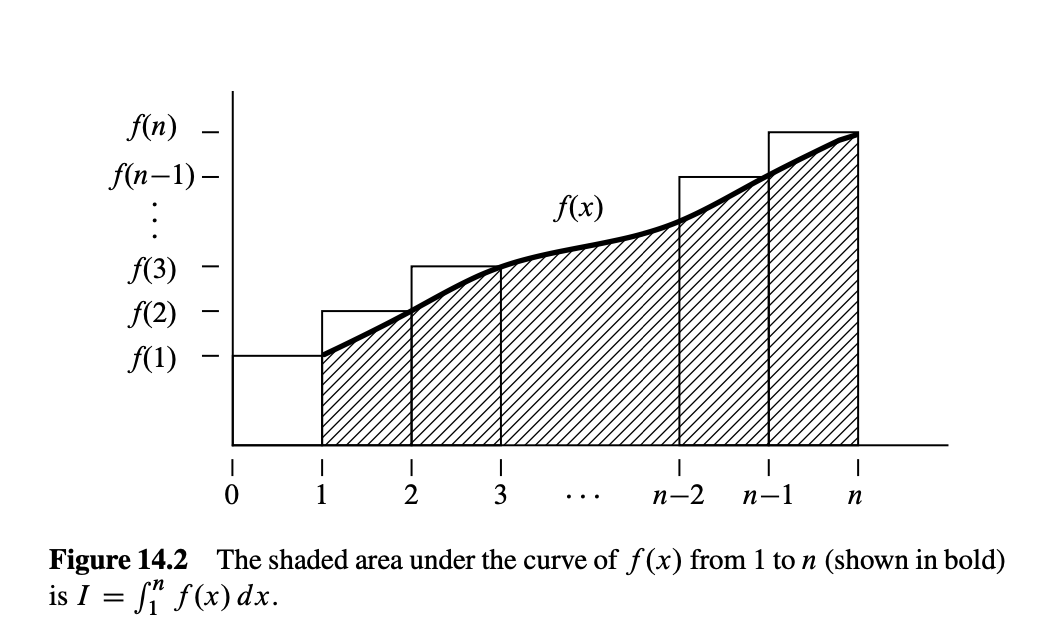 f(n)
f(n−1)
⋮
f(3)
f(2)
f(1)
f(x)
0 1 2 3 ⋯ n−2 n−1 n
Figure 14.2 The shaded area under the curve of f(x) from 1 to n (shown in bold)
is I = ∫₁ⁿ f(x) dx.